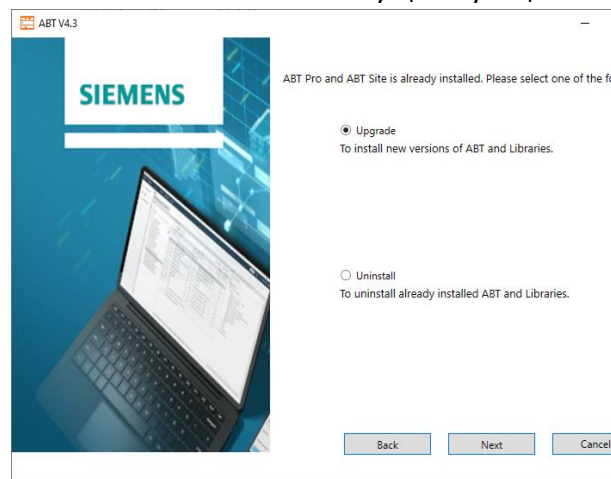 ABT V4.3
SIEMENS
ABT Pro and ABT Site is already installed. Please select one of the fo
Upgrade
To install new versions of ABT and Libraries.
Uninstall
To uninstall already installed ABT and Libraries.
Back
Next
Cancel